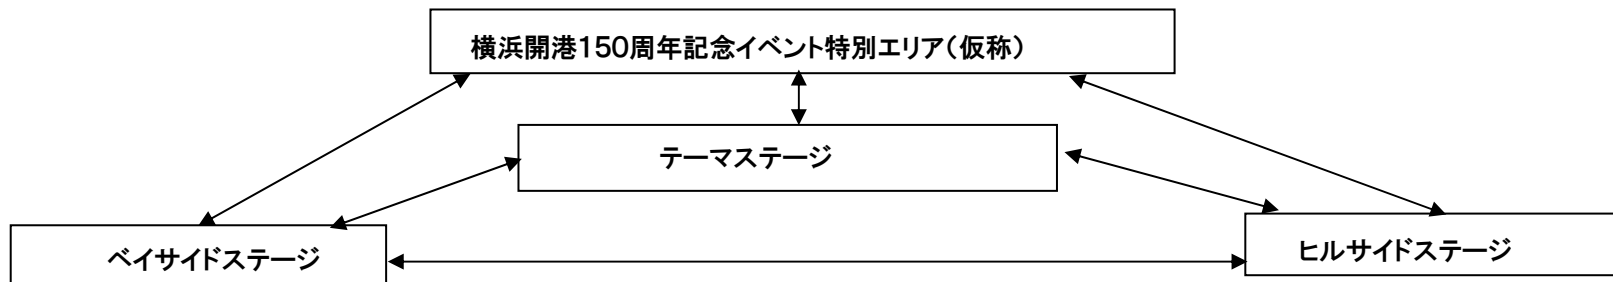 横浜開港150周年記念イベント特別エリア(仮称)
テーマステージ
ベイサイドステージ
ヒルサイドステージ